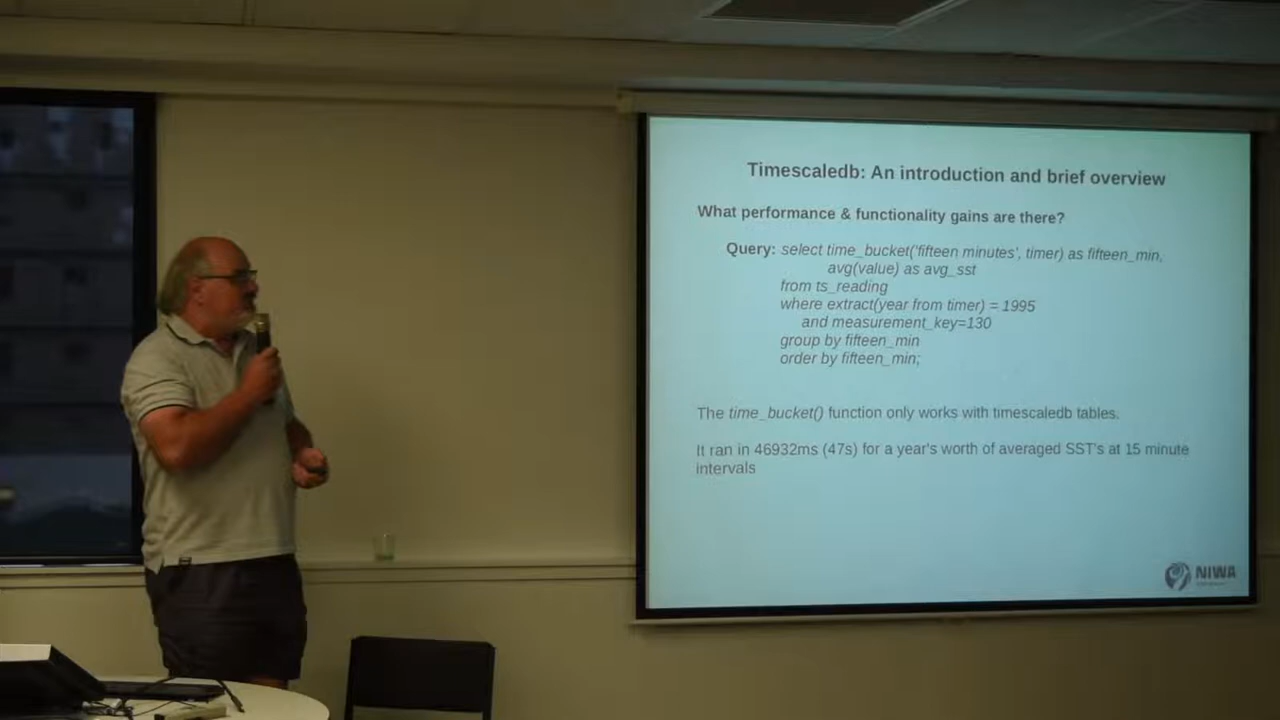 Timescaledb: An introduction and brief overview
What performance & functionality gains are there?
Query: select time_bucket('fifteen minutes', timer) as fifteen_min,
avg(value) as avg_sst
from ts_reading
where extract(year from timer) = 1995
and measurement_key=130
group by fifteen_min
order by fifteen_min;
The time_bucket() function only works with timescaledb tables.
It ran in 46932ms (47s) for a year's worth of averaged SST's at 15 minute
intervals
NIWA